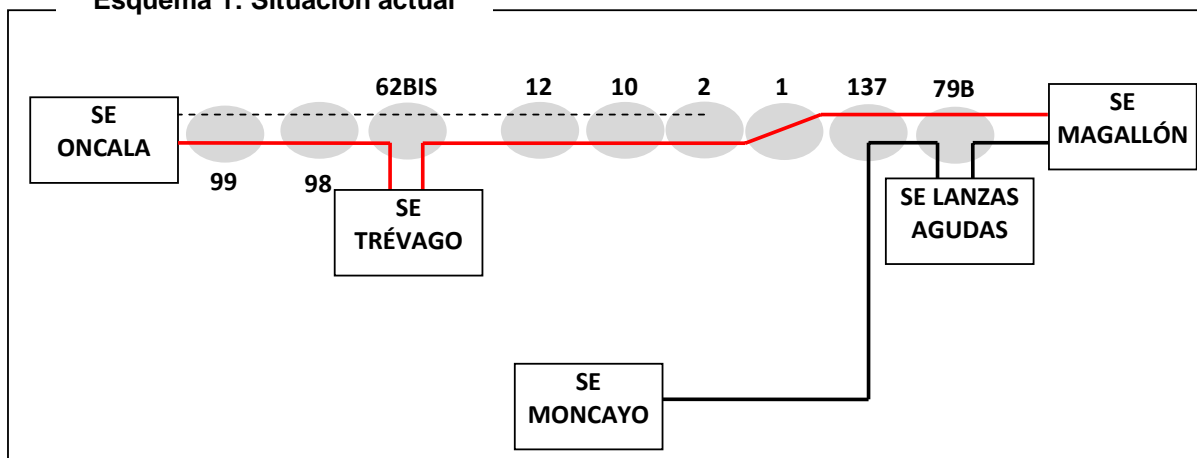 Esquema 1: Situación actual
62BIS 12 10 2 1 137 79B
SE
ONCALA
SE
MAGALLÓN
99 98
SE
TRÉVAGO
SE LANZAS
AGUDAS
SE
MONCAYO